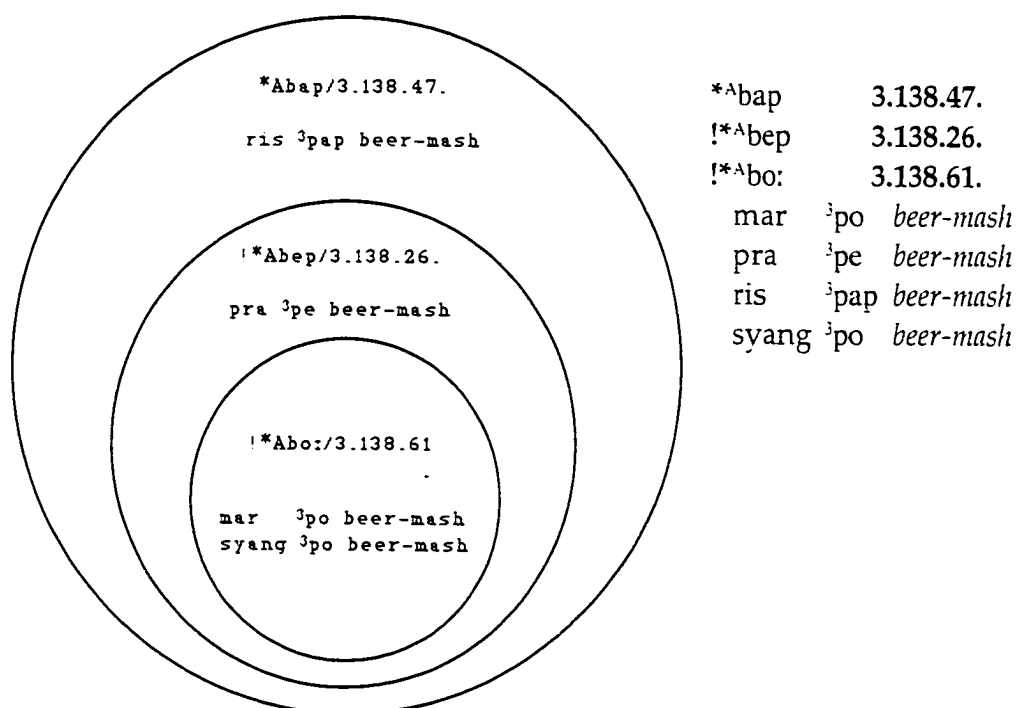 *Abap/3.138.47.
ris ³pap beer-mash
!*Abep/3.138.26.
pra ³pe beer-mash
!*Abo:/3.138.61
.
mar ³po beer-mash
syang ³po beer-mash
*ᴬbap 3.138.47.
!*ᴬbep 3.138.26.
!*ᴬbo: 3.138.61.
mar ³po beer-mash
pra ³pe beer-mash
ris ³pap beer-mash
syang ³po beer-mash